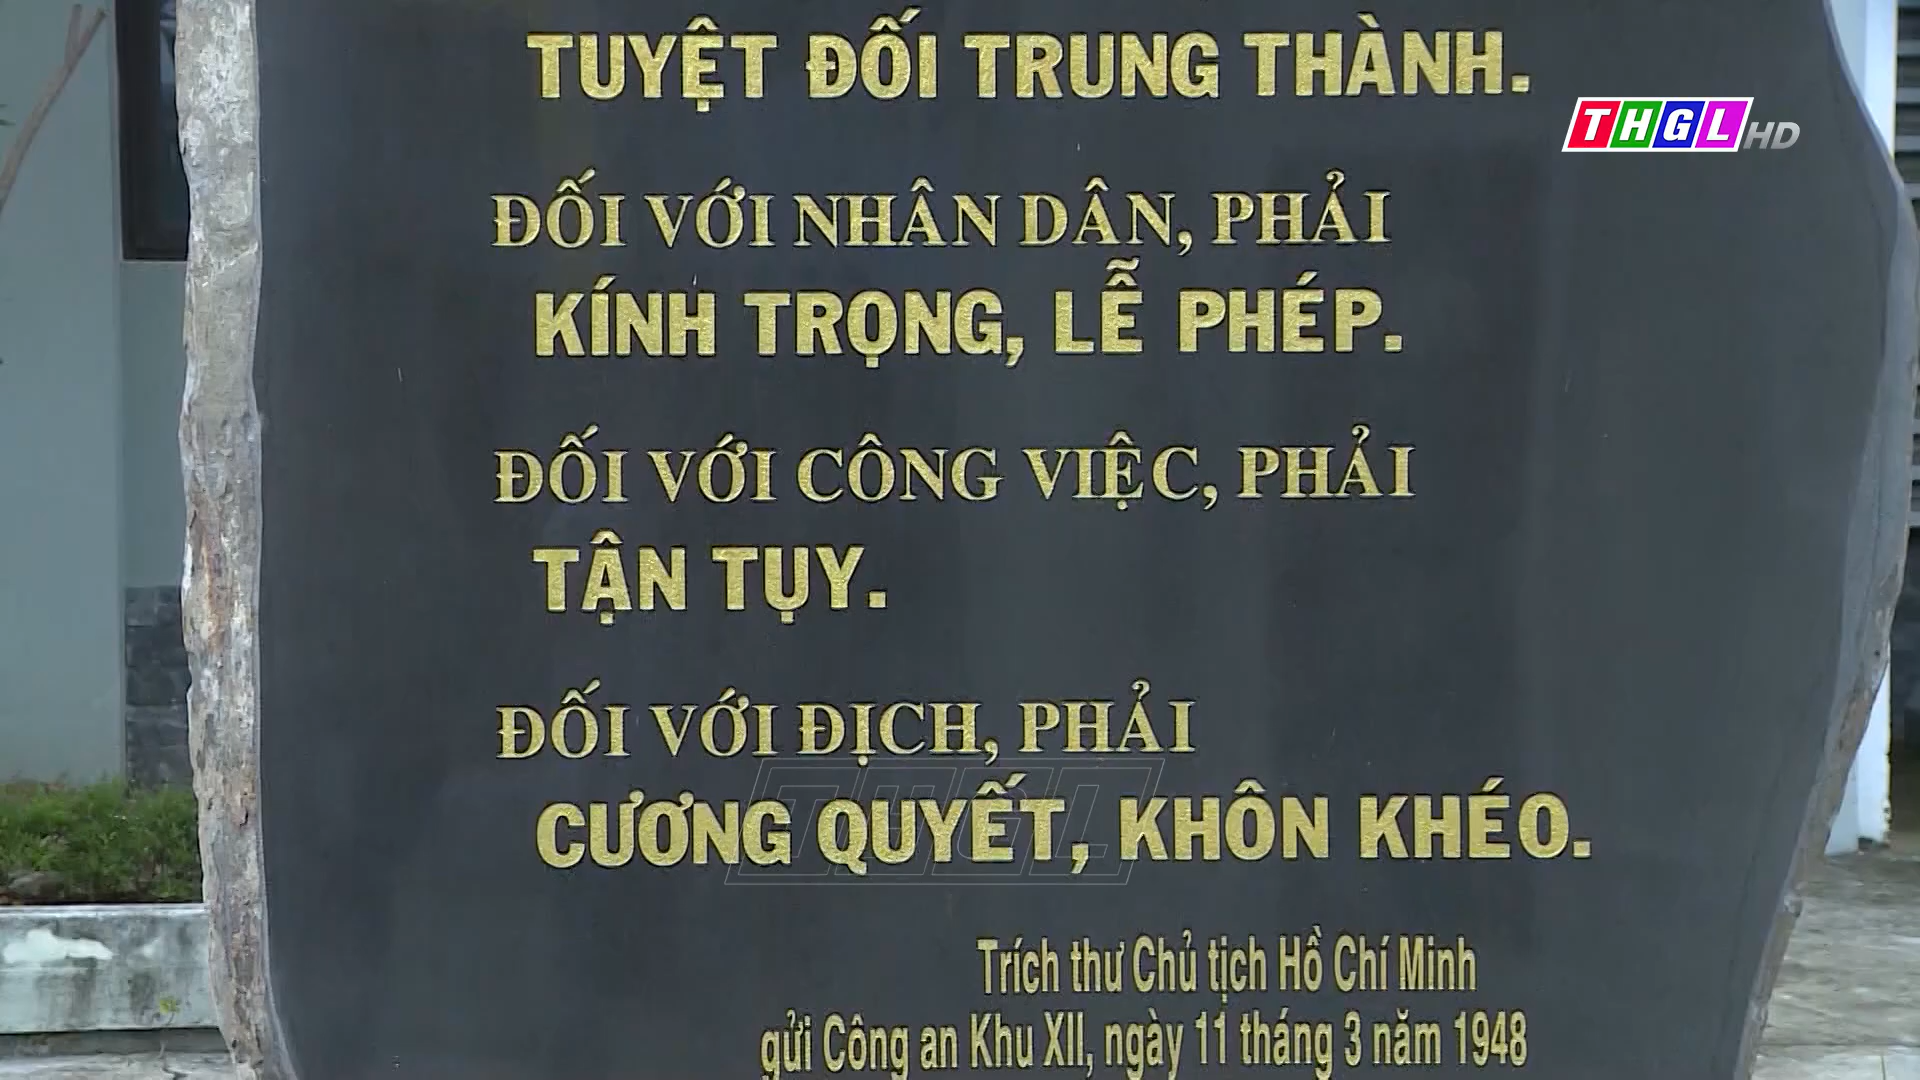 TUYỆT ĐỐI TRUNG THÀNH.
THGL HD
ĐỐI VỚI NHÂN DÂN, PHẢI
KÍNH TRỌNG, LỄ PHÉP.
ĐỐI VỚI CÔNG VIỆC, PHẢI
TẬN TỤY.
ĐỐI VỚI ĐỊCH, PHẢI
CƯƠNG QUYẾT, KHÔN KHÉO.
THGL
Trích thư Chủ tịch Hồ Chí Minh
gửi Công an Khu XII, ngày 11 tháng 3 năm 1948